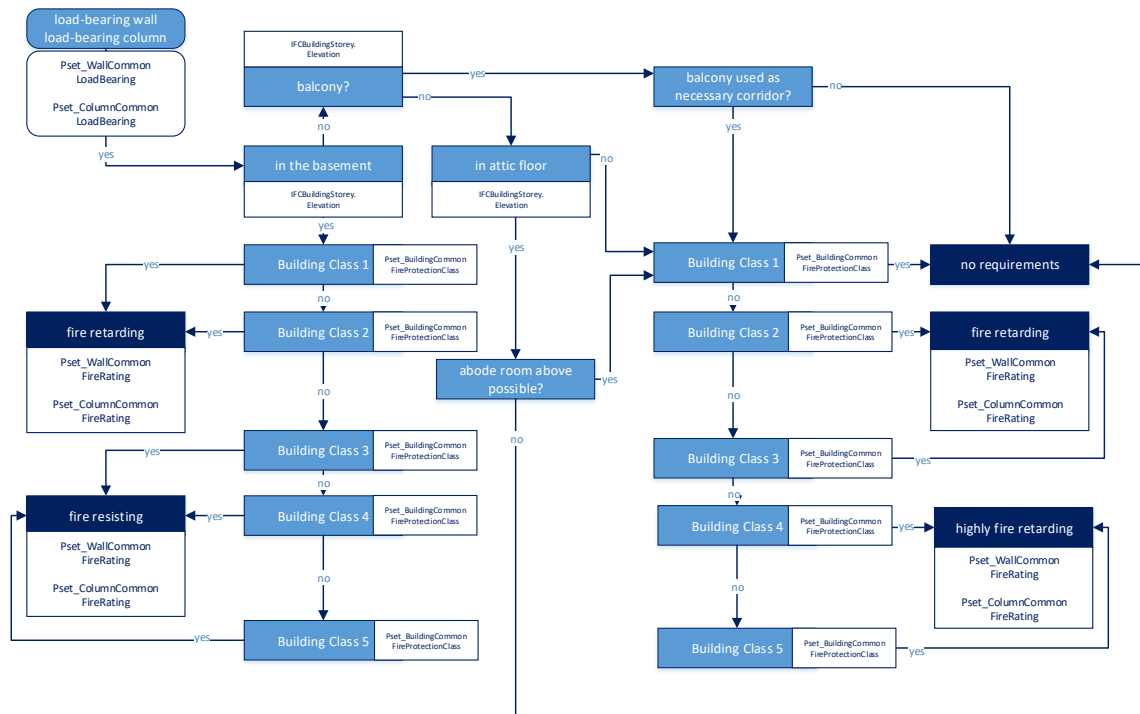 load-bearing wall
load-bearing column
Pset_WallCommon
LoadBearing
Pset_ColumnCommon
LoadBearing
yes
IFCBuildingStorey.
Elevation
balcony?
yes
no
no
in the basement
IFCBuildingStorey.
Elevation
yes
in attic floor
IFCBuildingStorey.
Elevation
no
yes
balcony used as
necessary corridor?
no
yes
Building Class 1
Pset_BuildingCommon
FireProtectionClass
yes
no
fire retarding
Pset_WallCommon
FireRating
Pset_ColumnCommon
FireRating
yes
Building Class 2
Pset_BuildingCommon
FireProtectionClass
no
Building Class 3
Pset_BuildingCommon
FireProtectionClass
yes
no
fire resisting
Pset_WallCommon
FireRating
Pset_ColumnCommon
FireRating
yes
Building Class 4
Pset_BuildingCommon
FireProtectionClass
no
yes
Building Class 5
Pset_BuildingCommon
FireProtectionClass
abode room above
possible?
yes
no
Building Class 1
Pset_BuildingCommon
FireProtectionClass
yes
no requirements
no
Building Class 2
Pset_BuildingCommon
FireProtectionClass
yes
fire retarding
Pset_WallCommon
FireRating
Pset_ColumnCommon
FireRating
no
Building Class 3
Pset_BuildingCommon
FireProtectionClass
yes
no
Building Class 4
Pset_BuildingCommon
FireProtectionClass
yes
highly fire retarding
Pset_WallCommon
FireRating
Pset_ColumnCommon
FireRating
no
Building Class 5
Pset_BuildingCommon
FireProtectionClass
yes